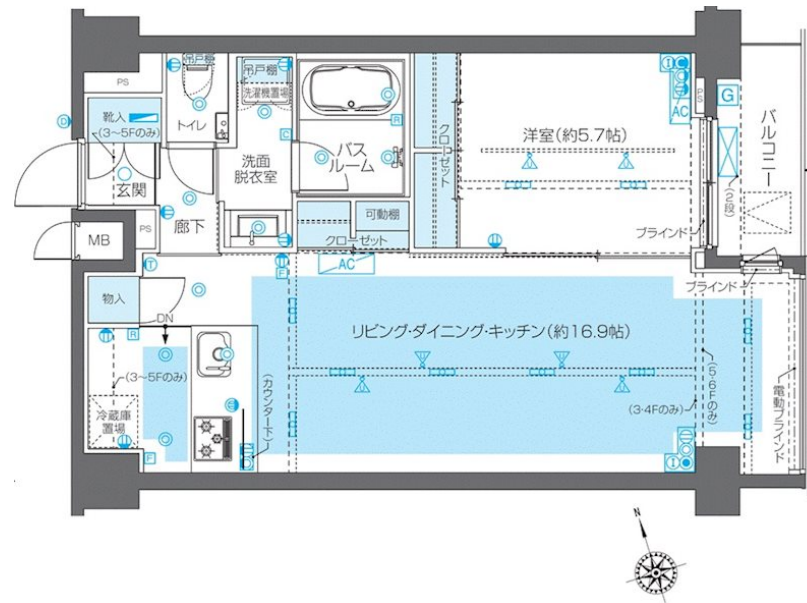 吊戸棚
PS
靴入
(3〜5Fのみ)
D
玄関
トイレ
吊戸棚
洗濯機置場
C
洗面
脱衣室
R
バス
ルーム
クローゼット
洋室(約5.7帖)
AC
PS
G
バルコニー
(2段)
ブラインド
廊下
PS
MB
可動棚
クローゼット
T
F
AC
ブラインド
物入
DN
リビング・ダイニング・キッチン(約16.9帖)
R
(3〜5Fのみ)
冷蔵庫
置場
F
(カウンター下)
(3・4Fのみ)
(5・6Fのみ)
電動ブラインド
N